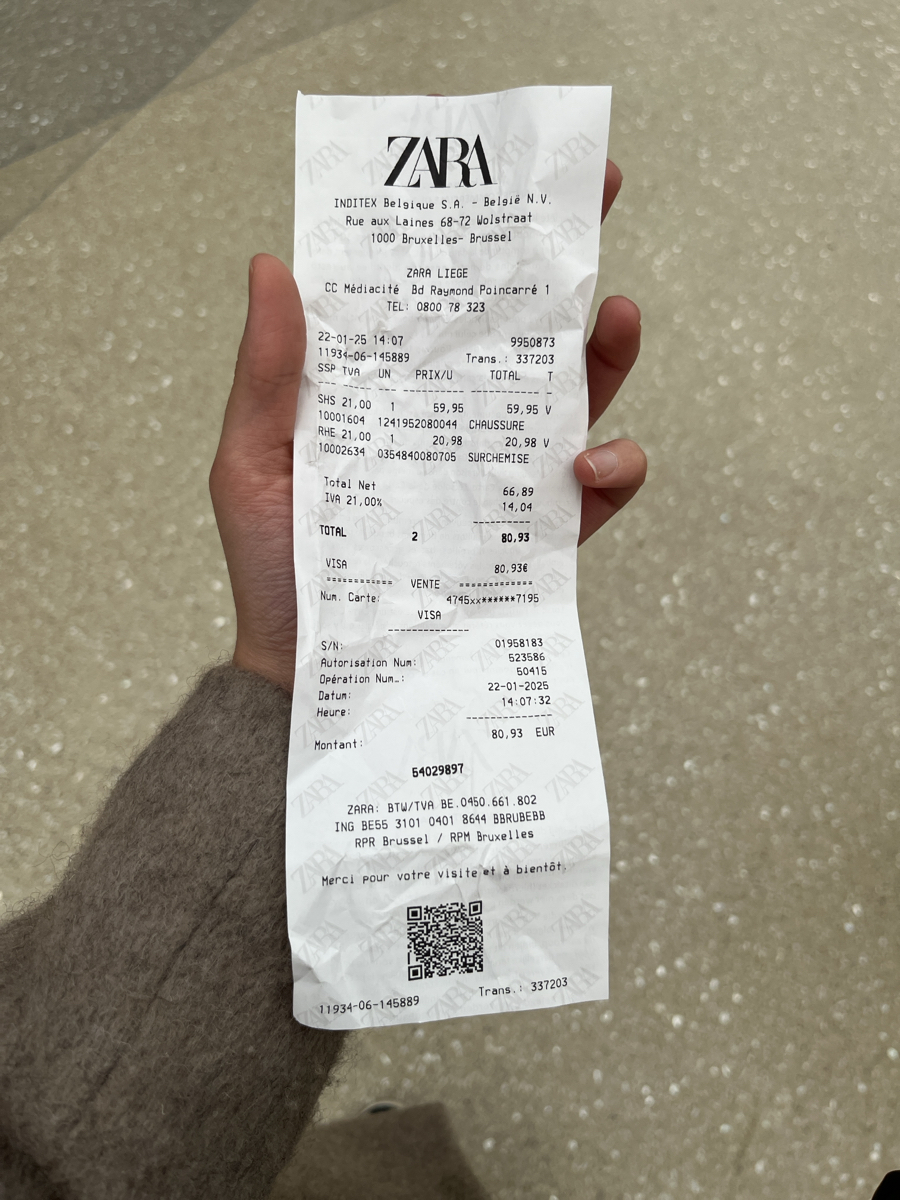 ZARA
INDITEX Belgique S.A. - België N.V.
Rue aux Laines 68-72 Wolstraat
1000 Bruxelles- Brussel
ZARA LIEGE
CC Médiacité Bd Raymond Poincarré 1
TEL: 0800 78 323
22-01-25 14:07 9950873
11934-06-145889 Trans.: 337203
SSP TVA UN PRIX/U TOTAL T
--- ----- --- ---------- ----------- -
SHS 21,00 1 59,95 59,95 V
10001604 1241952080044 CHAUSSURE
RHE 21,00 1 20,98 20,98 V
10002634 0354840080705 SURCHEMISE
Total Net 66,89
IVA 21,00% 14,04
----------
TOTAL 2 80,93
VISA 80,93€
============ VENTE =============
Num. Carte: 4745xx******7195
VISA
--------------
S/N: 01958183
Autorisation Num: 523586
Opération Num.: 50415
Datum: 22-01-2025
Heure: 14:07:32
---------------
Montant: 80,93 EUR
54029897
ZARA: BTW/TVA BE.0450.661.802
ING BE55 3101 0401 8644 BBRUBEBB
RPR Brussel / RPM Bruxelles
Merci pour votre visite et à bientôt.
11934-06-145889 Trans.: 337203